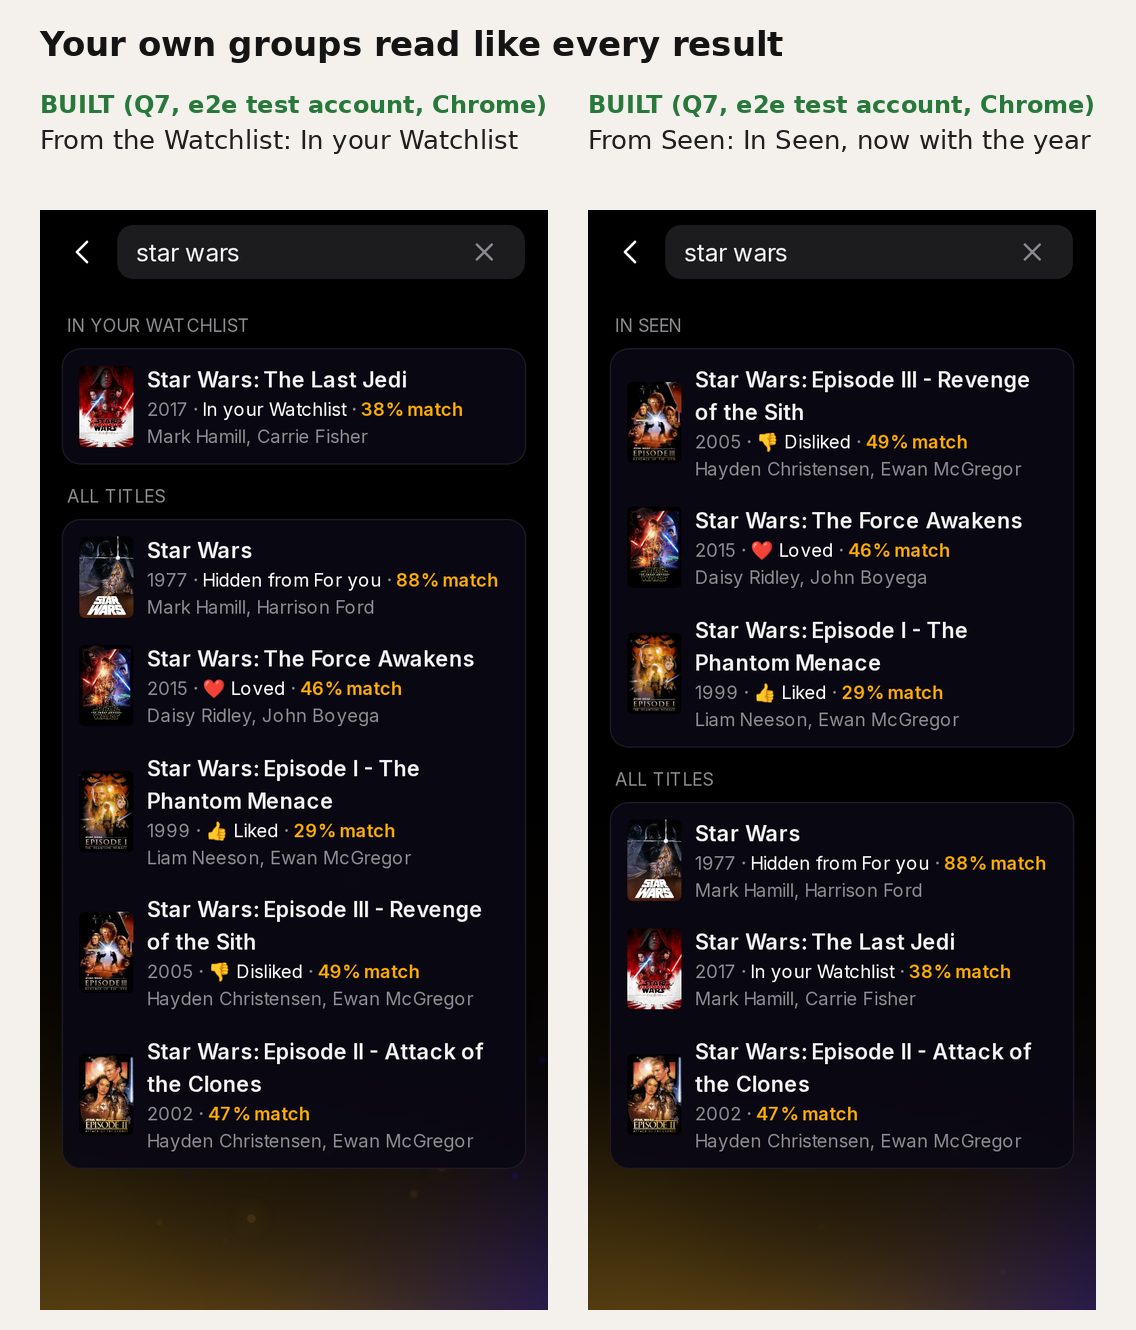 Your own groups read like every result
BUILT (Q7, e2e test account, Chrome)
From the Watchlist: In your Watchlist
star wars
IN YOUR WATCHLIST
Star Wars: The Last Jedi
2017 · In your Watchlist · 38% match
Mark Hamill, Carrie Fisher
ALL TITLES
Star Wars
1977 · Hidden from For you · 88% match
Mark Hamill, Harrison Ford
Star Wars: The Force Awakens
2015 · ❤️ Loved · 46% match
Daisy Ridley, John Boyega
Star Wars: Episode I - The
Phantom Menace
1999 · 👍 Liked · 29% match
Liam Neeson, Ewan McGregor
Star Wars: Episode III - Revenge
of the Sith
2005 · 👎 Disliked · 49% match
Hayden Christensen, Ewan McGregor
Star Wars: Episode II - Attack of
the Clones
2002 · 47% match
Hayden Christensen, Ewan McGregor
BUILT (Q7, e2e test account, Chrome)
From Seen: In Seen, now with the year
star wars
IN SEEN
Star Wars: Episode III - Revenge
of the Sith
2005 · 👎 Disliked · 49% match
Hayden Christensen, Ewan McGregor
Star Wars: The Force Awakens
2015 · ❤️ Loved · 46% match
Daisy Ridley, John Boyega
Star Wars: Episode I - The
Phantom Menace
1999 · 👍 Liked · 29% match
Liam Neeson, Ewan McGregor
ALL TITLES
Star Wars
1977 · Hidden from For you · 88% match
Mark Hamill, Harrison Ford
Star Wars: The Last Jedi
2017 · In your Watchlist · 38% match
Mark Hamill, Carrie Fisher
Star Wars: Episode II - Attack of
the Clones
2002 · 47% match
Hayden Christensen, Ewan McGregor